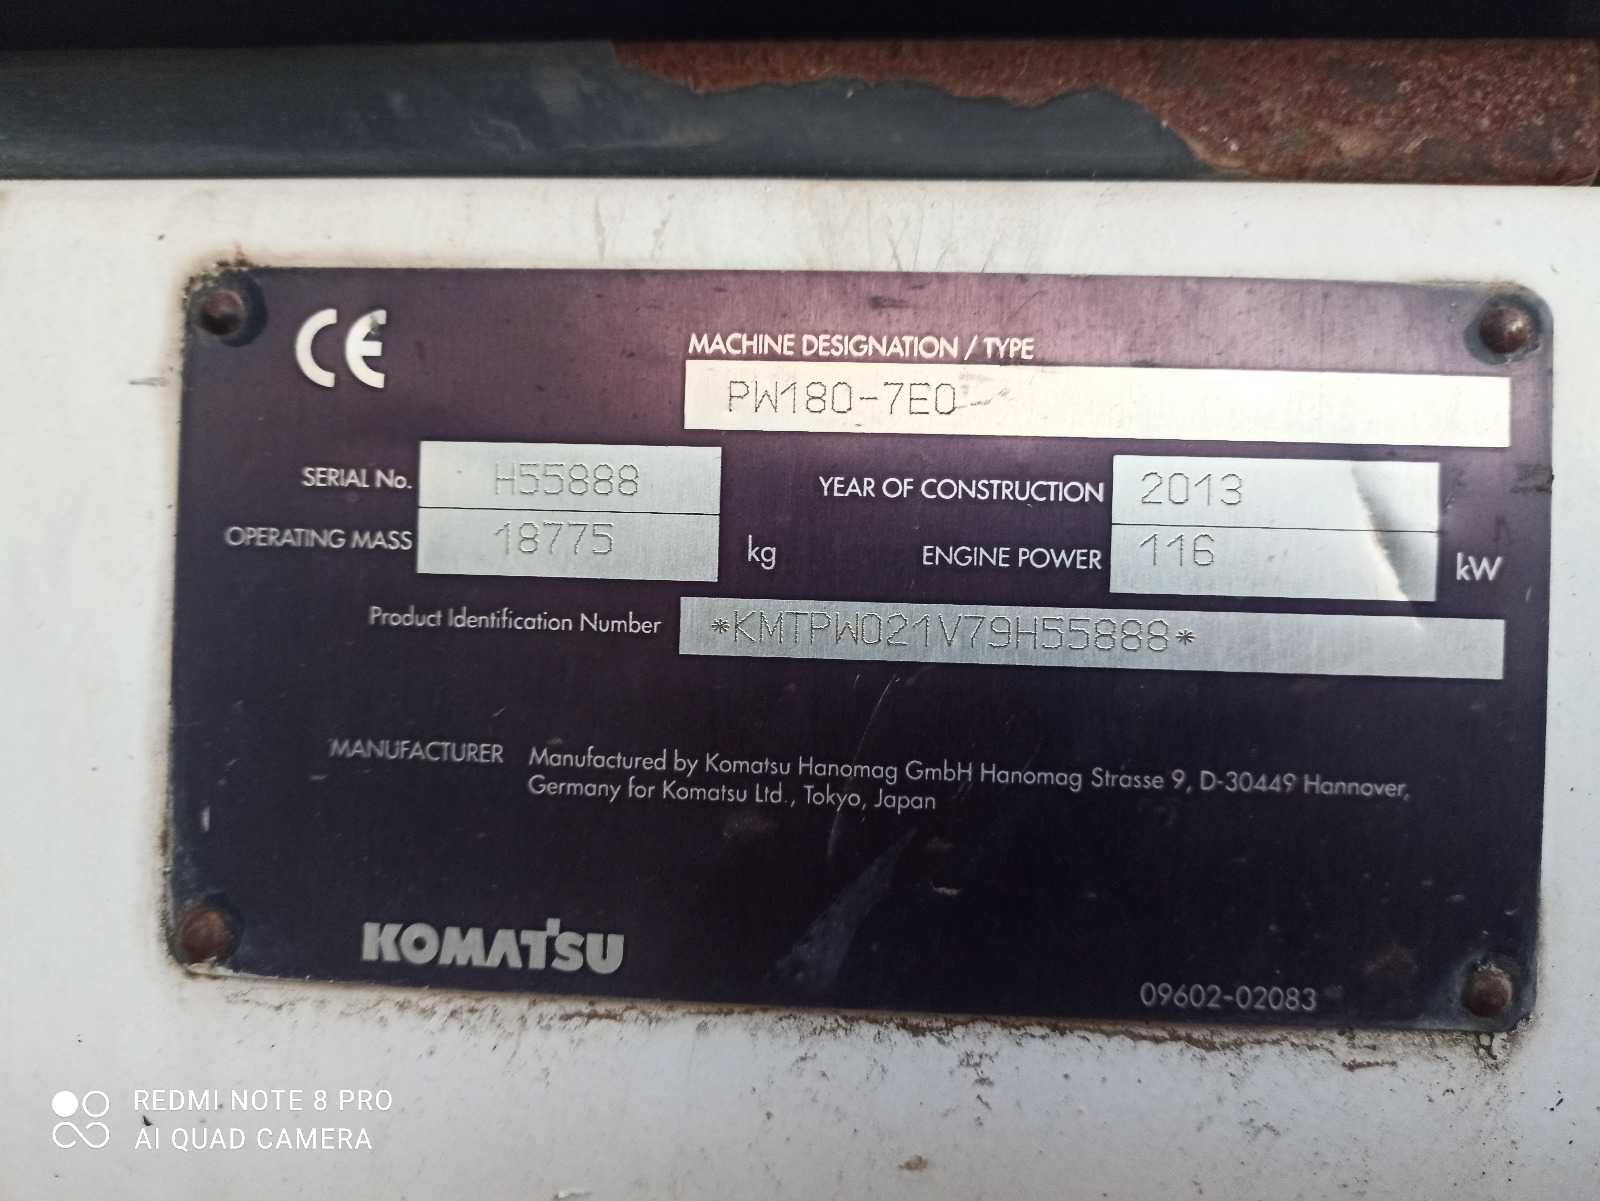 CE
MACHINE DESIGNATION / TYPE
PW180-7E0
SERIAL No. H55888 YEAR OF CONSTRUCTION 2013
OPERATING MASS 18775 kg ENGINE POWER 116 kW
Product Identification Number *KMTPW021V79H55888*
MANUFACTURER Manufactured by Komatsu Hanomag GmbH Hanomag Strasse 9, D-30449 Hannover,
Germany for Komatsu Ltd., Tokyo, Japan
KOMATSU
09602-02083
REDMI NOTE 8 PRO
AI QUAD CAMERA